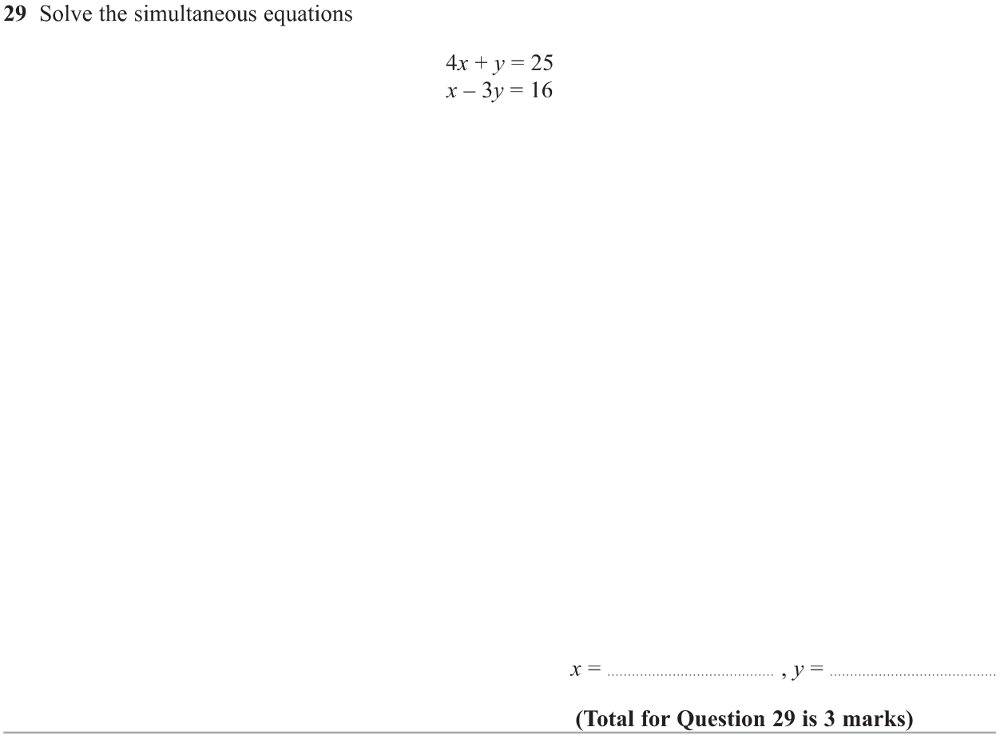 29 Solve the simultaneous equations
4x + y = 25
x – 3y = 16
x = ........................................ , y = ........................................
(Total for Question 29 is 3 marks)